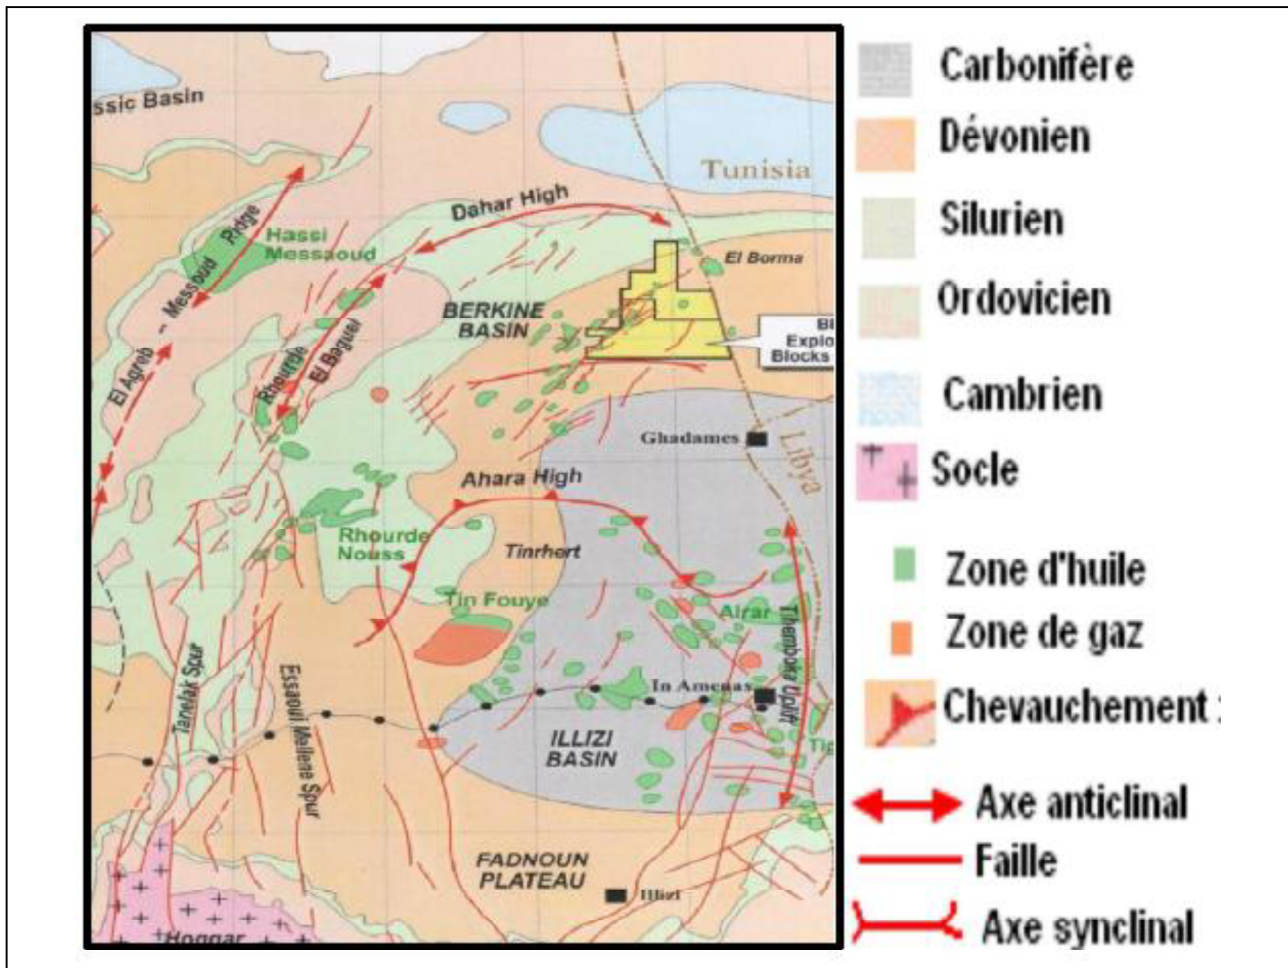 ssic Basin
Tunisia
Dahar High
Hassi
Messaoud
El Agreb - Messoud Ridge
El Borma
BERKINE
BASIN
Rhourde
El Baguel
Explo
Blocks
Ghadames
Libya
Ahara High
Rhourde
Nouss
Tinrhert
Tin Fouye
Alrar
In Amenas
ILLIZI
BASIN
Tanelak Spur
Essaoui Mellene Spur
FADNOUN
PLATEAU
Illizi
Hoggar
Carbonifère
Dévonien
Silurien
Ordovicien
Cambrien
Socle
Zone d'huile
Zone de gaz
Chevauchement :
Axe anticlinal
Faille
Axe synclinal